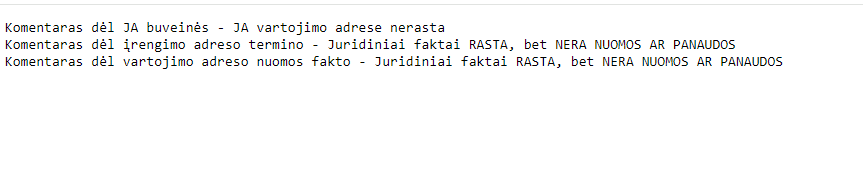 Komentaras dėl JA buveinės - JA vartojimo adrese nerasta
Komentaras dėl įrengimo adreso termino - Juridiniai faktai RASTA, bet NERA NUOMOS AR PANAUDOS
Komentaras dėl vartojimo adreso nuomos fakto - Juridiniai faktai RASTA, bet NERA NUOMOS AR PANAUDOS